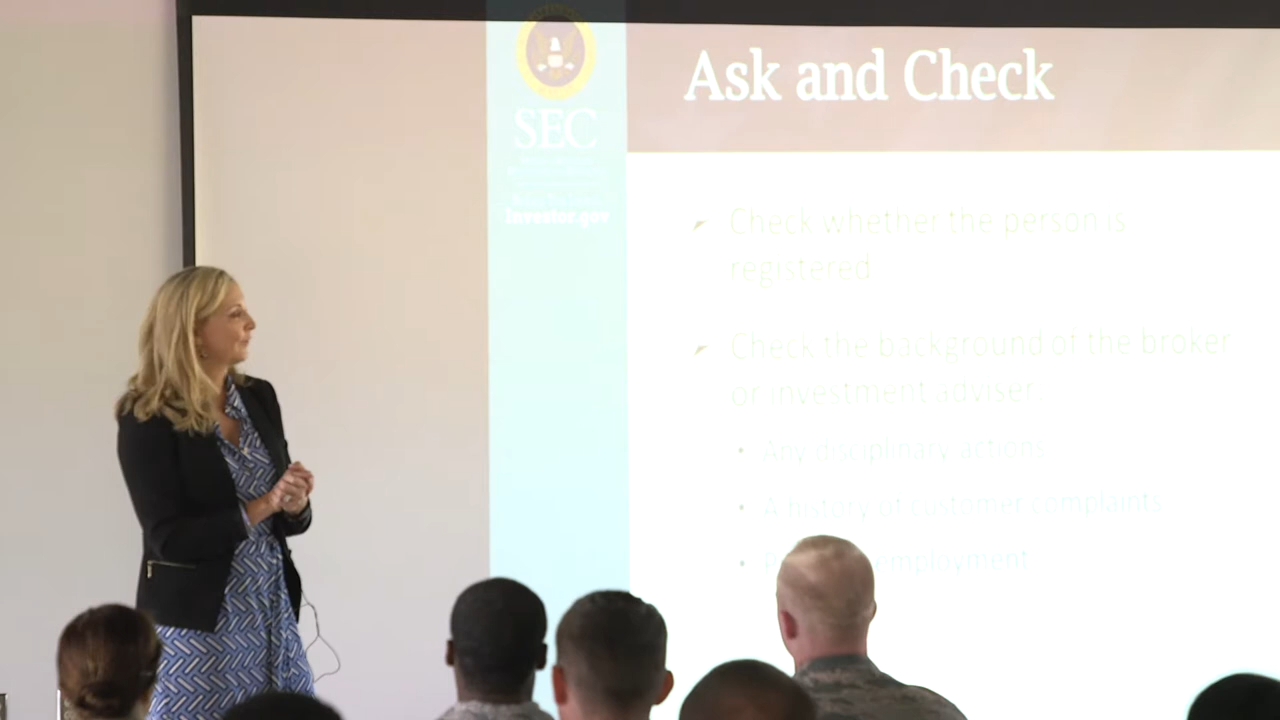 SEC
investor.gov
Ask and Check
Check whether the person is
registered
Check the background of the broker
or investment adviser.
Any disciplinary actions
A history of customer complaints
employment